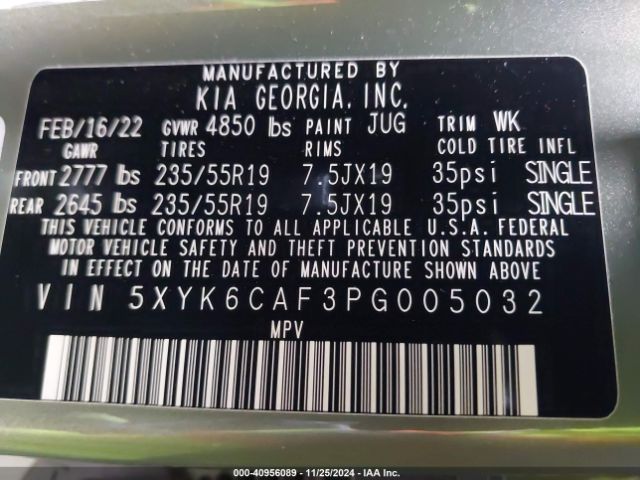 MANUFACTURED BY
KIA GEORGIA, INC.
FEB/16/22 GVWR 4850 lbs PAINT JUG TRIM WK
GAWR TIRES RIMS COLD TIRE INFL
FRONT 2777 lbs 235/55R19 7.5JX19 35psi SINGLE
REAR 2645 lbs 235/55R19 7.5JX19 35psi SINGLE
THIS VEHICLE CONFORMS TO ALL APPLICABLE U.S.A. FEDERAL
MOTOR VEHICLE SAFETY AND THEFT PREVENTION STANDARDS
IN EFFECT ON THE DATE OF MANUFACTURE SHOWN ABOVE
VIN 5XYK6CAF3PG005032
MPV
000-40956089 - 11/25/2024 - IAA Inc.